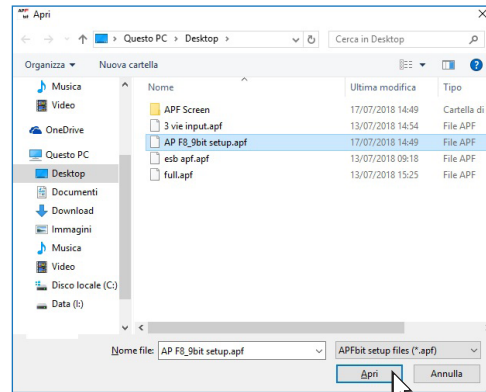 Apri
Questo PC > Desktop >
Cerca in Desktop
Organizza
Nuova cartella
Musica
Video
OneDrive
Questo PC
Desktop
Documenti
Download
Immagini
Musica
Video
Disco locale (C:)
Data (I:)
Nome Ultima modifica Tipo
APF Screen 17/07/2018 14:49 Cartella di
3 vie input.apf 13/07/2018 14:54 File APF
AP F8_9bit setup.apf 17/07/2018 14:49 File APF
esb apf.apf 13/07/2018 09:18 File APF
full.apf 13/07/2018 15:25 File APF
Nome file: AP F8_9bit setup.apf
APFbit setup files (*.apf)
Apri
Annulla